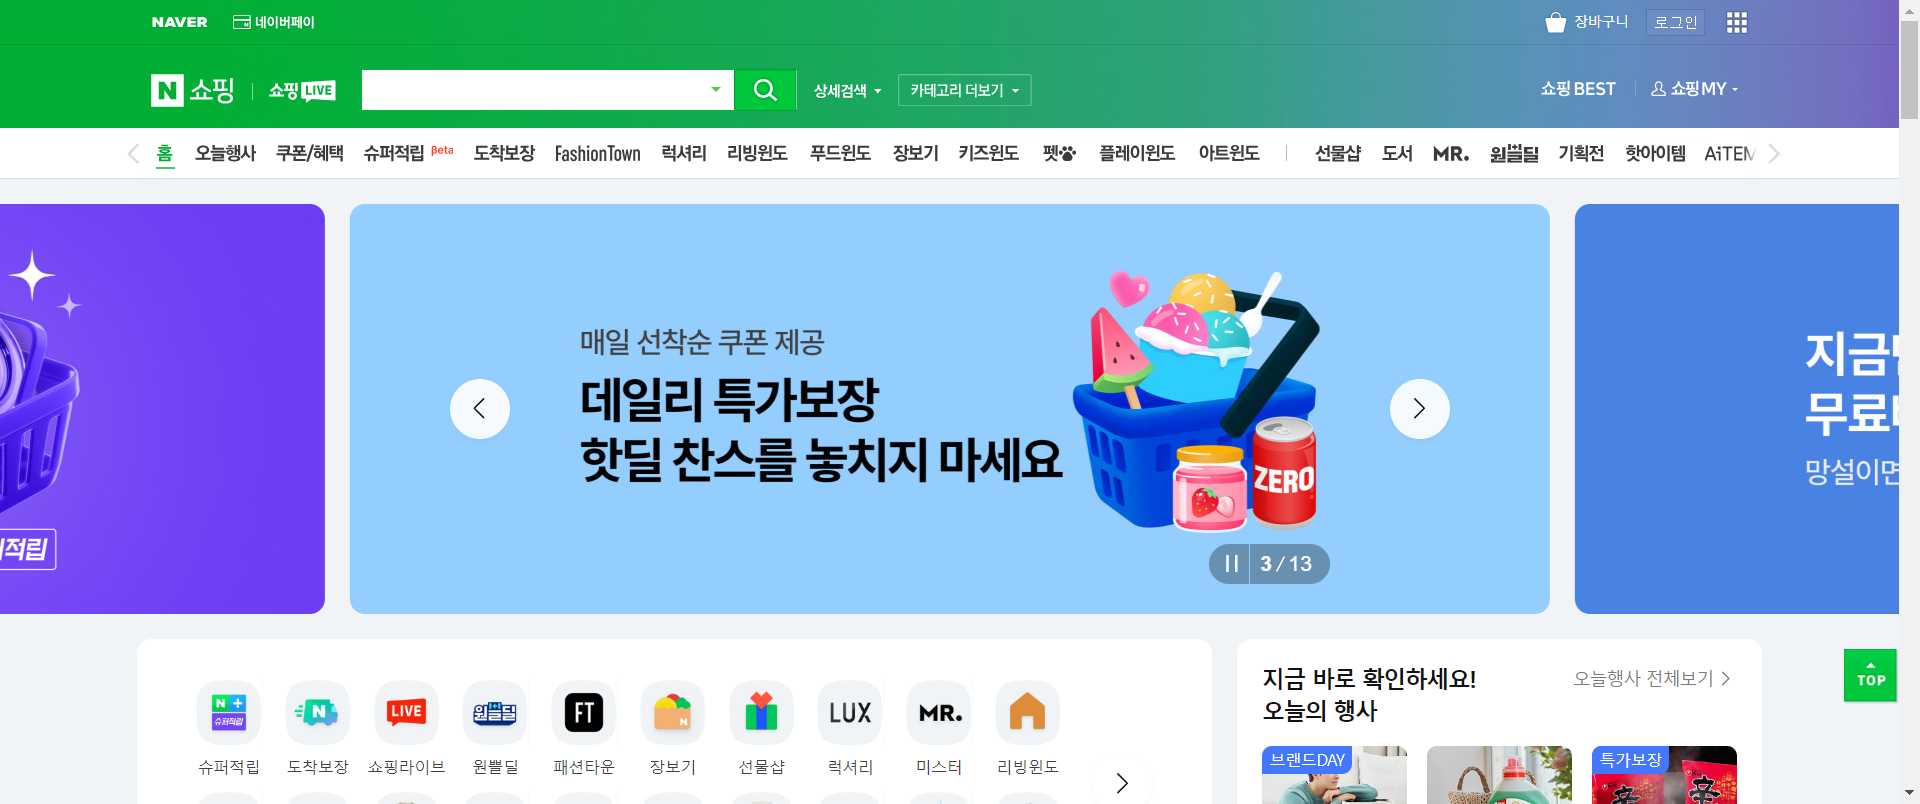 NAVER 네이버페이 장바구니 로그인
N 쇼핑 쇼핑 LIVE 상세검색 카테고리 더보기 쇼핑BEST 쇼핑MY
홈 오늘행사 쿠폰/혜택 슈퍼적립 Beta 도착보장 FashionTown 럭셔리 리빙윈도 푸드윈도 장보기 키즈윈도 펫 플레이윈도 아트윈도 선물샵 도서 MR. 원쁠딜 기획전 핫아이템 AiTEM
적립
매일 선착순 쿠폰 제공
데일리 특가보장
핫딜 찬스를 놓치지 마세요
ZERO
3 / 13
지금
무료
망설이면
N+
슈퍼적립
N
LIVE
원쁠딜
FT
N
LUX
MR.
슈퍼적립 도착보장 쇼핑라이브 원쁠딜 패션타운 장보기 선물샵 럭셔리 미스터 리빙윈도
지금 바로 확인하세요!
오늘의 행사
오늘행사 전체보기
브랜드DAY
특가보장
辛 辛
TOP